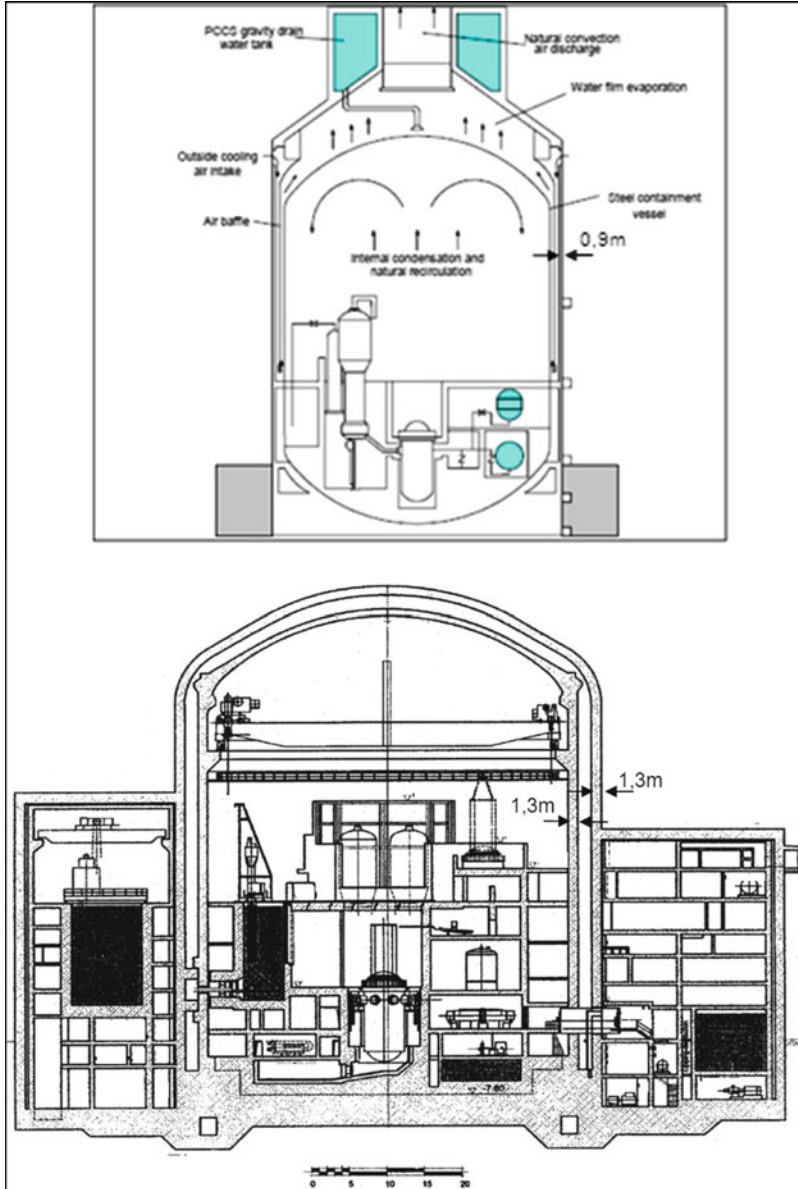 PCCS gravity drain
water tank
Natural convection
air discharge
Water film evaporation
Outside cooling
air intake
Steel containment
vessel
Air baffle
0,9m
Internal condensation and
natural recirculation
1,3m
1,3m
-7.80
0 5 10 15 20